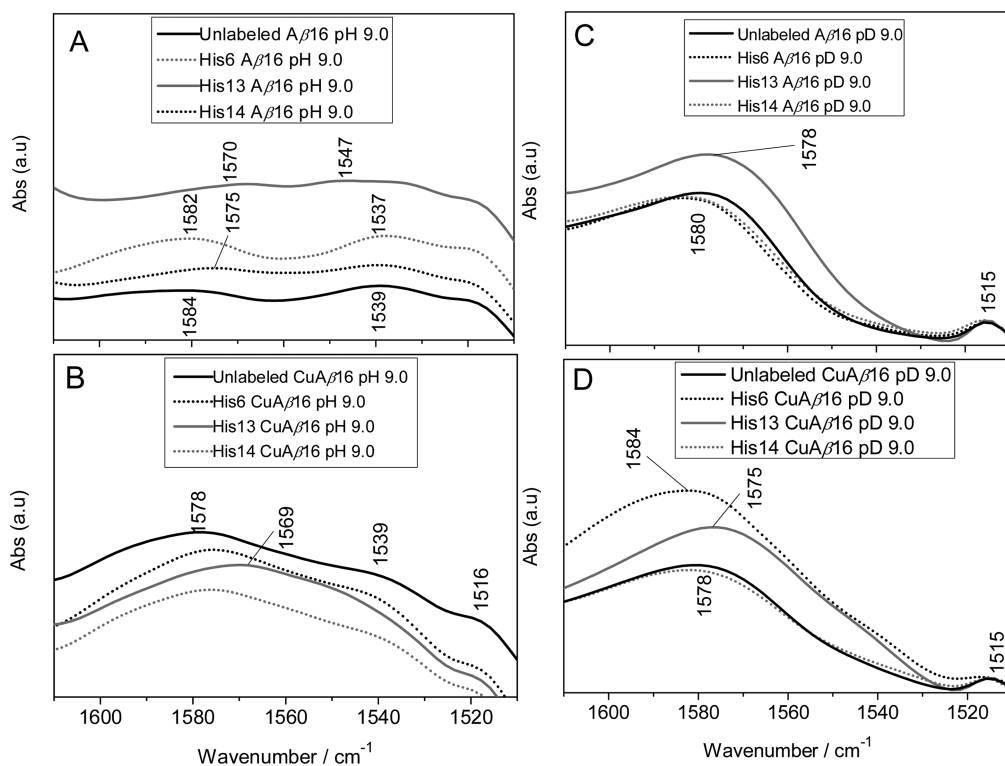 A
Unlabeled Aβ16 pH 9.0
His6 Aβ16 pH 9.0
His13 Aβ16 pH 9.0
His14 Aβ16 pH 9.0
Abs (a.u)
1570
1547
1582
1575
1537
1584
1539
B
Unlabeled CuAβ16 pH 9.0
His6 CuAβ16 pH 9.0
His13 CuAβ16 pH 9.0
His14 CuAβ16 pH 9.0
Abs (a.u)
1578
1569
1539
1516
1600 1580 1560 1540 1520
Wavenumber / cm⁻¹
C
Unlabeled Aβ16 pD 9.0
His6 Aβ16 pD 9.0
His13 Aβ16 pD 9.0
His14 Aβ16 pD 9.0
Abs (a.u)
1578
1580
1515
1600 1580 1560 1540 1520
D
Unlabeled CuAβ16 pD 9.0
His6 CuAβ16 pD 9.0
His13 CuAβ16 pD 9.0
His14 CuAβ16 pD 9.0
Abs (a.u)
1584
1575
1578
1515
1600 1580 1560 1540 1520
Wavenumber / cm⁻¹